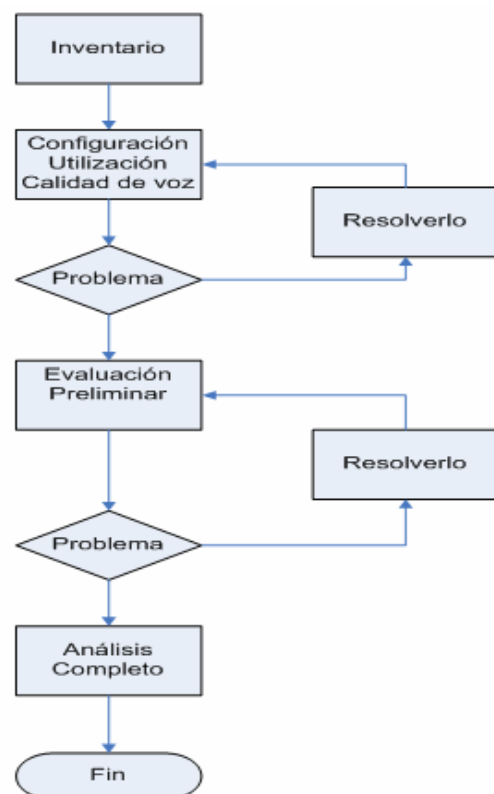 Inventario
Configuración
Utilización
Calidad de voz
Resolverlo
Problema
Evaluación
Preliminar
Resolverlo
Problema
Análisis
Completo
Fin